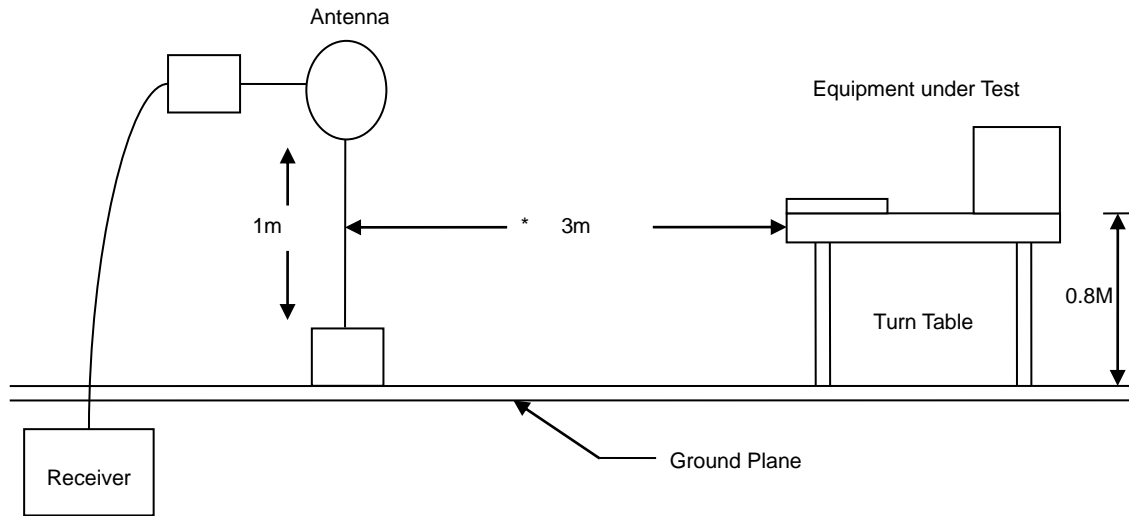 Antenna
Equipment under Test
1m
* 3m
0.8M
Turn Table
Ground Plane
Receiver